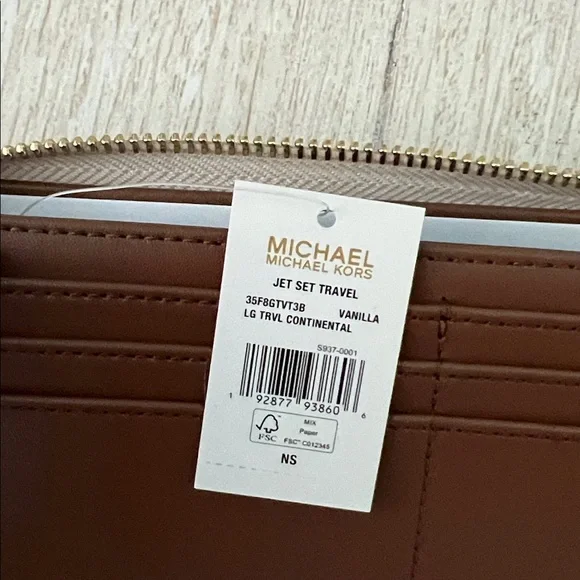 MICHAEL
MICHAEL KORS
JET SET TRAVEL
35F8GTVT3B VANILLA
LG TRVL CONTINENTAL
S937-0001
1 92877 93860 6
MIX
Paper
FSC
FSC® C012345
NS